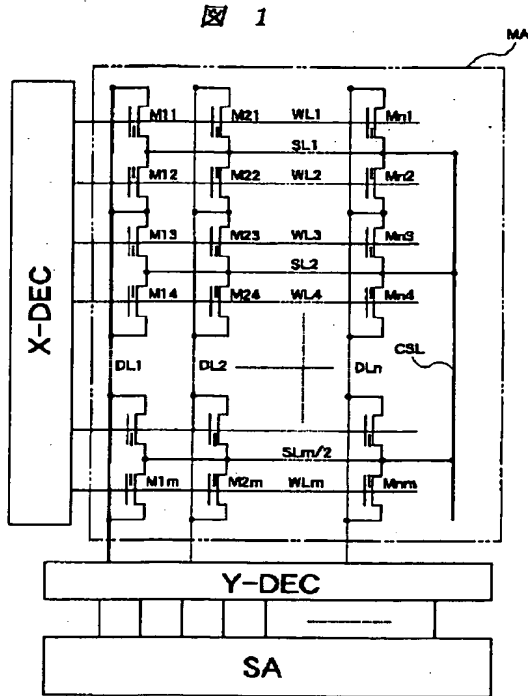 図 1
MA
M11 M21 WL1 Mn1
SL1
M12 M22 WL2 Mn2
M13 M23 WL3 Mn3
SL2
M14 M24 WL4 Mn4
X-DEC
DL1 DL2 DLn CSL
SLm/2
M1m M2m WLm Mnm
Y-DEC
SA